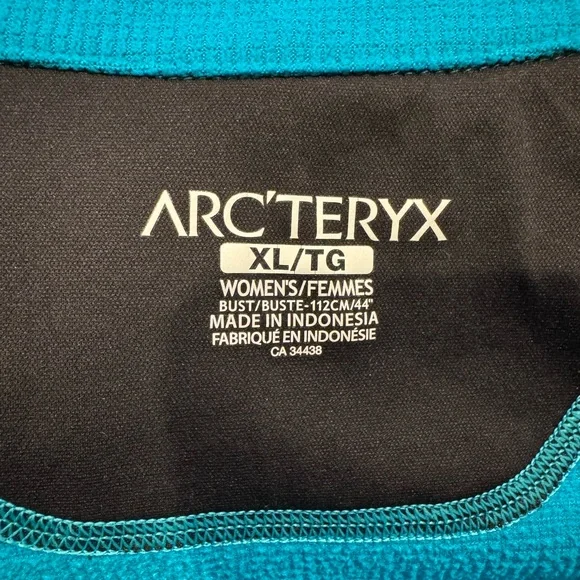 ARC'TERYX
XL/TG
WOMEN'S/FEMMES
BUST/BUSTE-112CM/44"
MADE IN INDONESIA
FABRIQUÉ EN INDONÉSIE
CA 34438